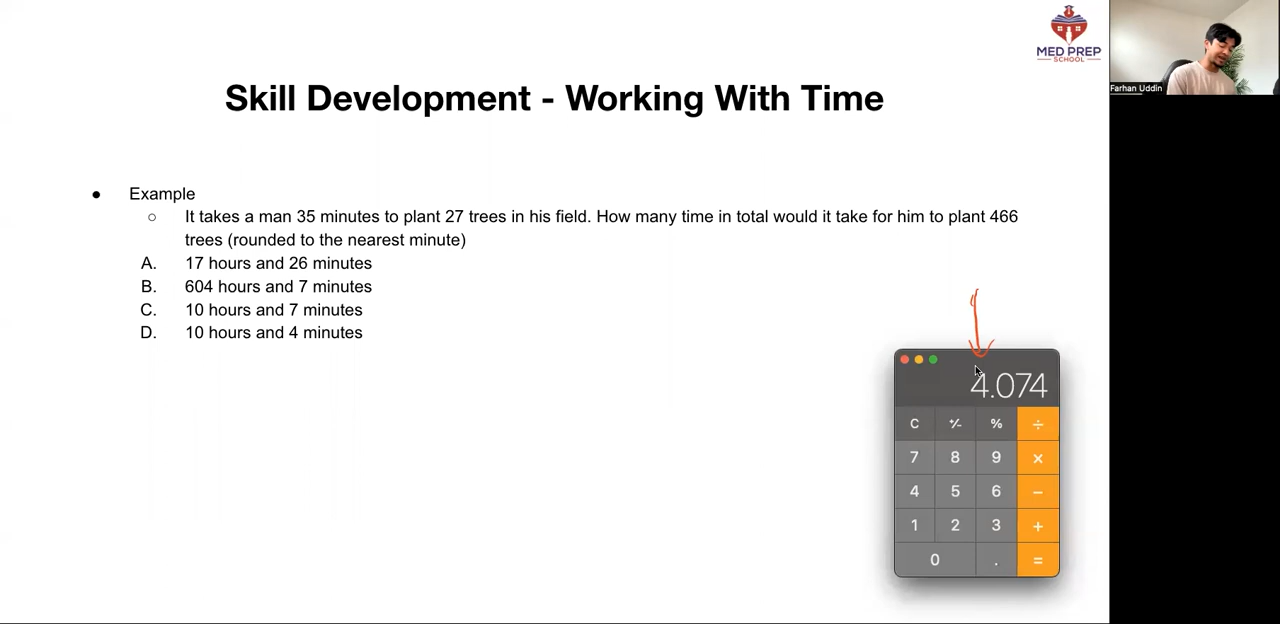 MED PREP
SCHOOL
Farhan Uddin
Skill Development - Working With Time
● Example
○ It takes a man 35 minutes to plant 27 trees in his field. How many time in total would it take for him to plant 466
trees (rounded to the nearest minute)
A. 17 hours and 26 minutes
B. 604 hours and 7 minutes
C. 10 hours and 7 minutes
D. 10 hours and 4 minutes
4.074
C +/- % ÷
7 8 9 ×
4 5 6 −
1 2 3 +
0 . =